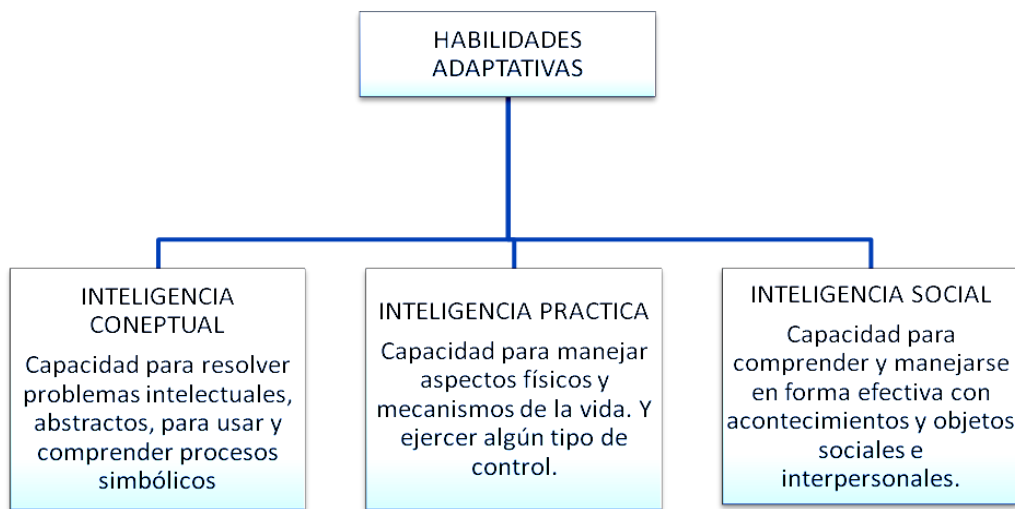 HABILIDADES
ADAPTATIVAS
INTELIGENCIA
CONEPTUAL
Capacidad para resolver
problemas intelectuales,
abstractos, para usar y
comprender procesos
simbólicos
INTELIGENCIA PRACTICA
Capacidad para manejar
aspectos físicos y
mecanismos de la vida. Y
ejercer algún tipo de
control.
INTELIGENCIA SOCIAL
Capacidad para
comprender y manejarse
en forma efectiva con
acontecimientos y objetos
sociales e
interpersonales.